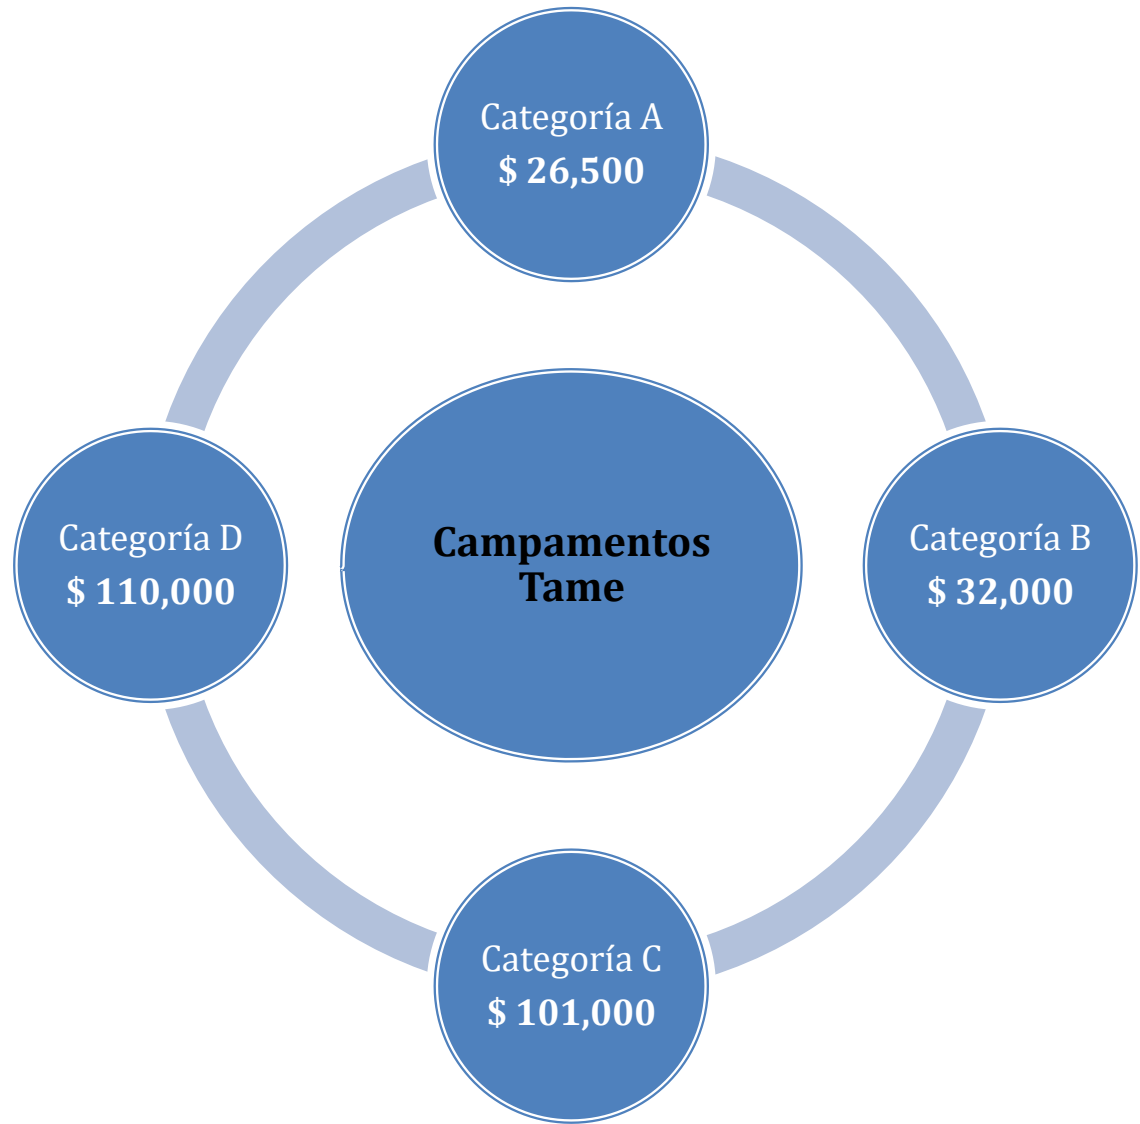 Categoría A
$ 26,500
Categoría D
$ 110,000
Campamentos
Tame
Categoría B
$ 32,000
Categoría C
$ 101,000